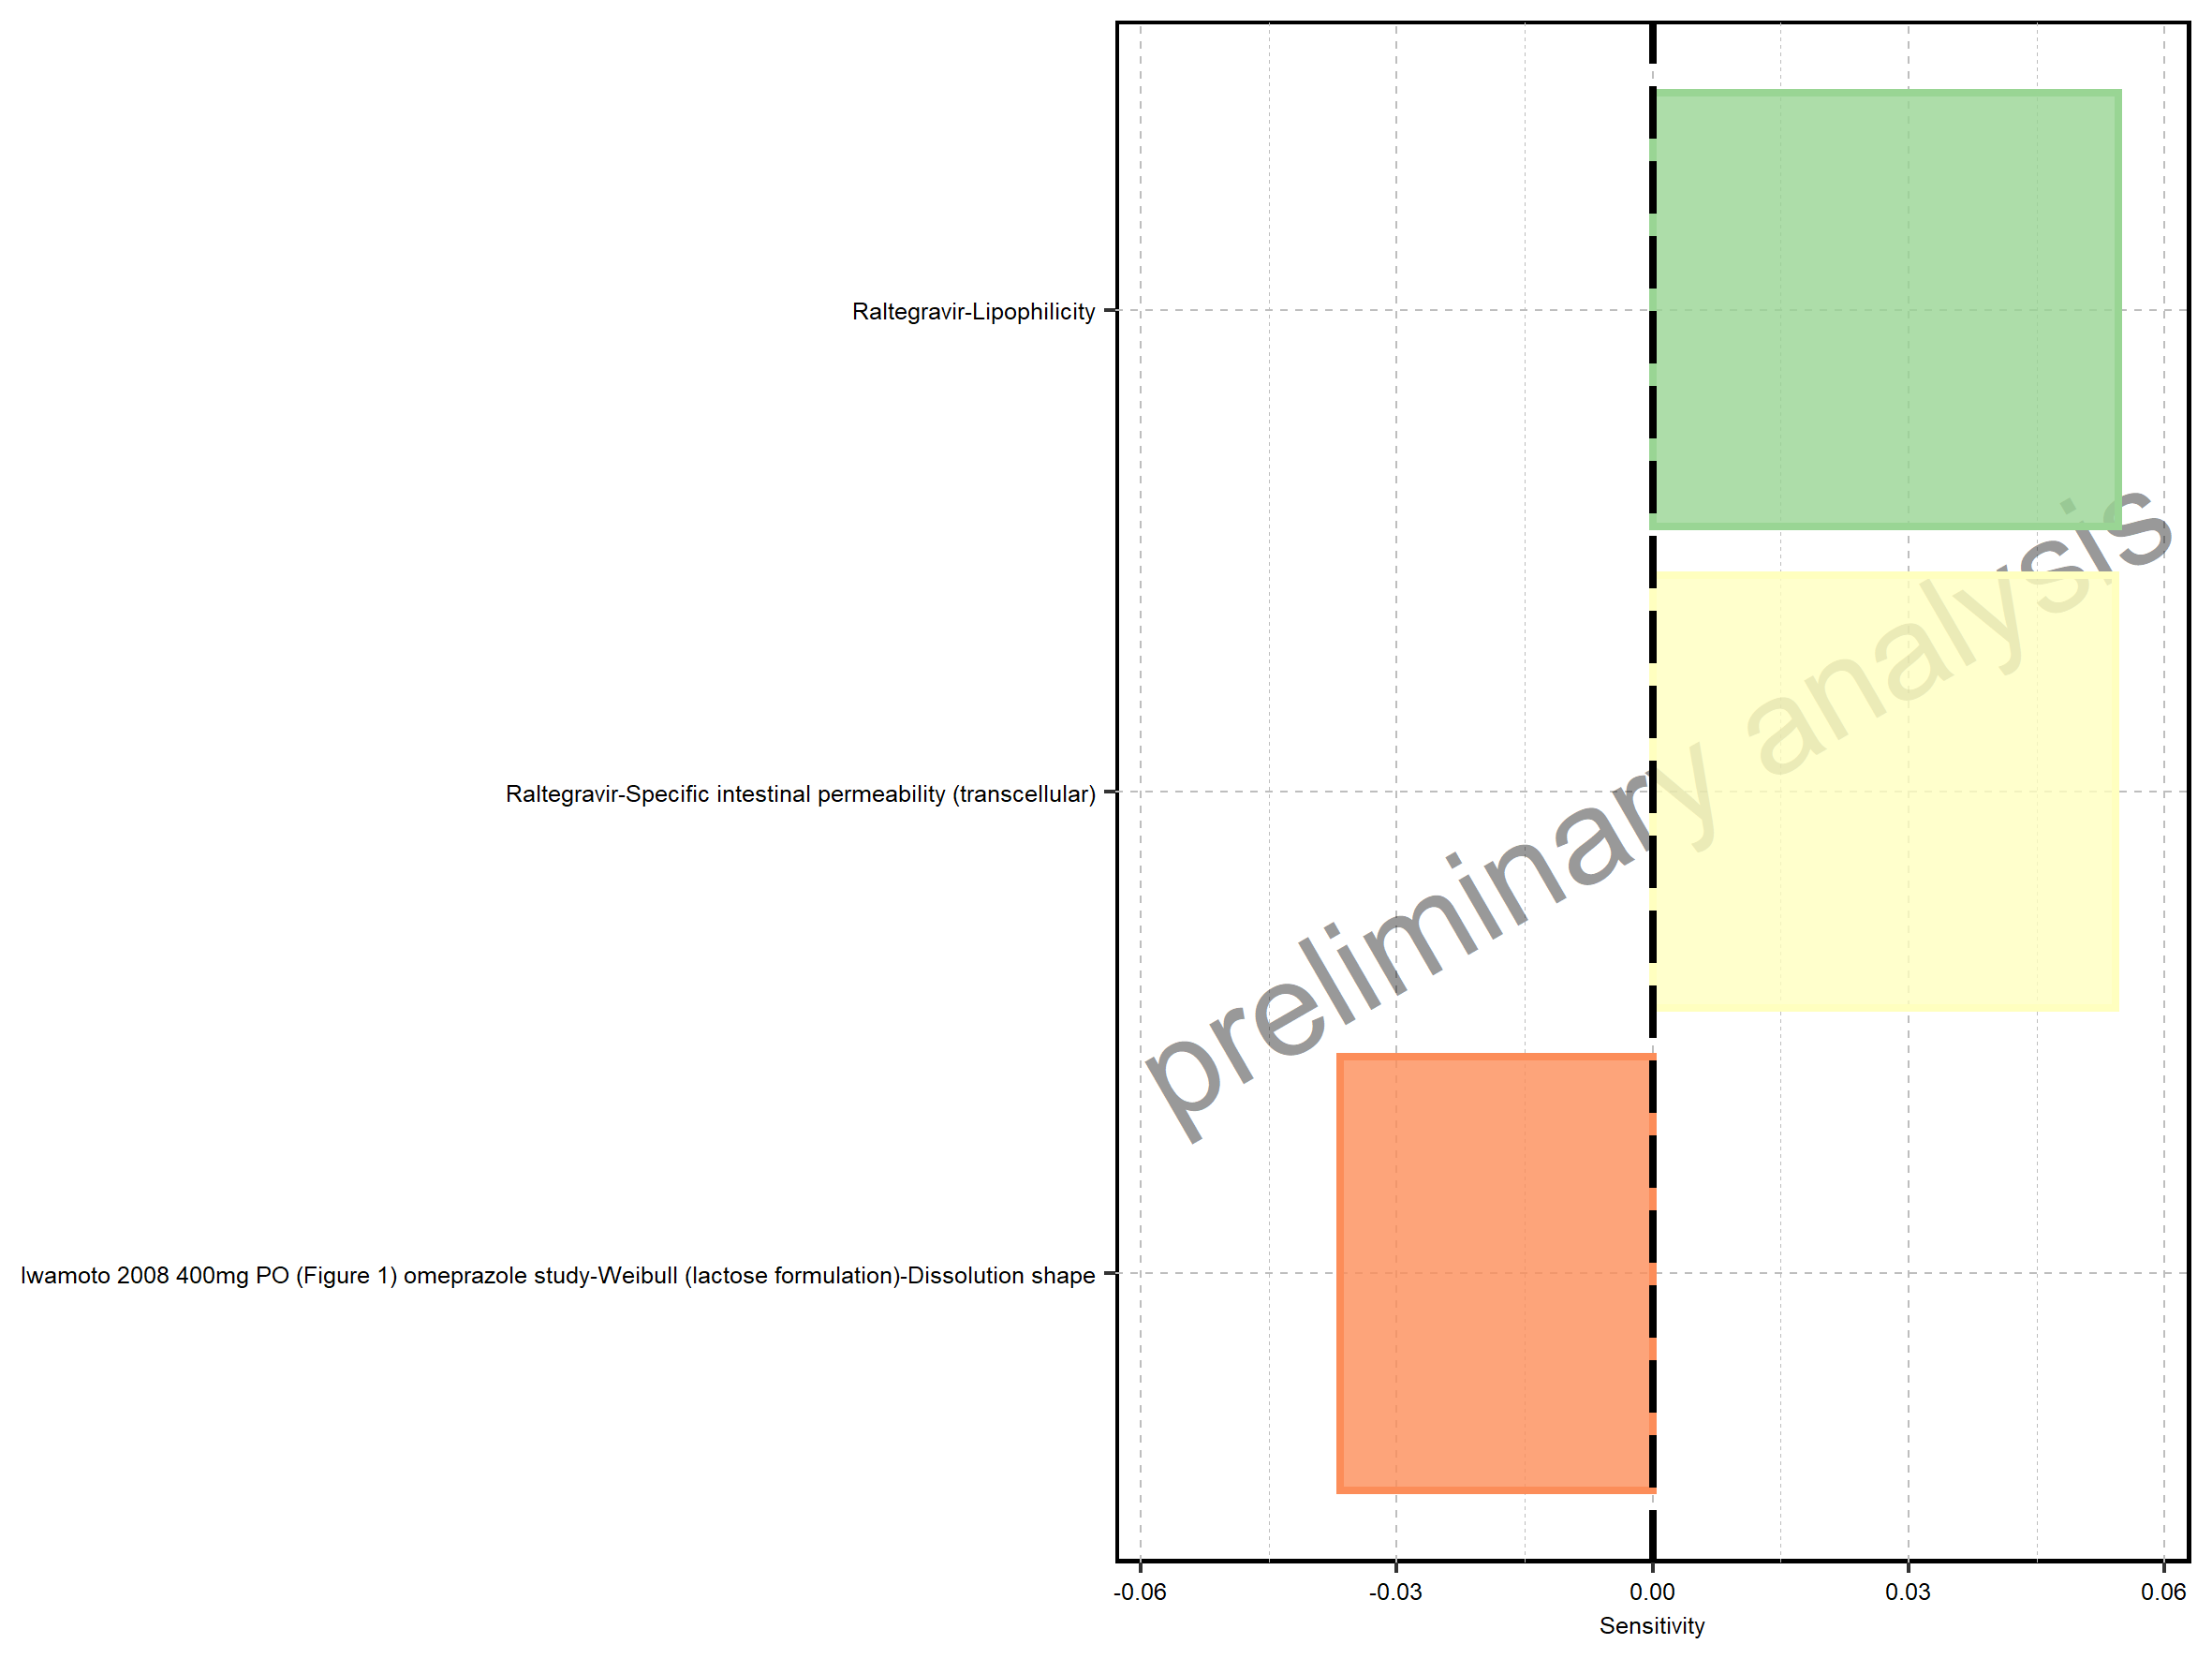 Raltegravir-Lipophilicity
Raltegravir-Specific intestinal permeability (transcellular)
Iwamoto 2008 400mg PO (Figure 1) omeprazole study-Weibull (lactose formulation)-Dissolution shape
preliminary analysis
-0.06 -0.03 0.00 0.03 0.06
Sensitivity